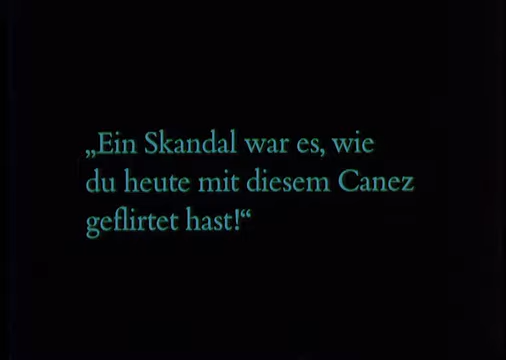 „Ein Skandal war es, wie
du heute mit diesem Canez
geflirtet hast!“